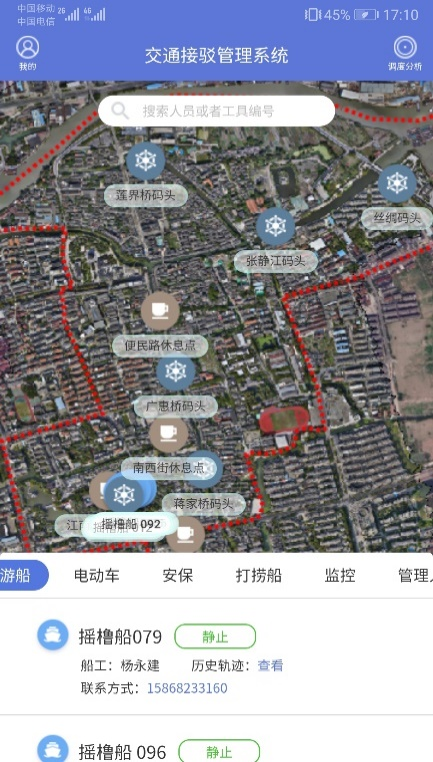 中国移动 2G 4G
中国电信
45% 17:10
我的
交通接驳管理系统
调度分析
搜索人员或者工具编号
莲界桥码头
丝绸码头
张静江码头
便民路休息点
广惠桥码头
南西街休息点
蒋家桥码头
摇橹船 092
游船 电动车 安保 打捞船 监控 管理
摇橹船079 静止
船工：杨永建 历史轨迹：查看
联系方式：15868233160
摇橹船 096 静止